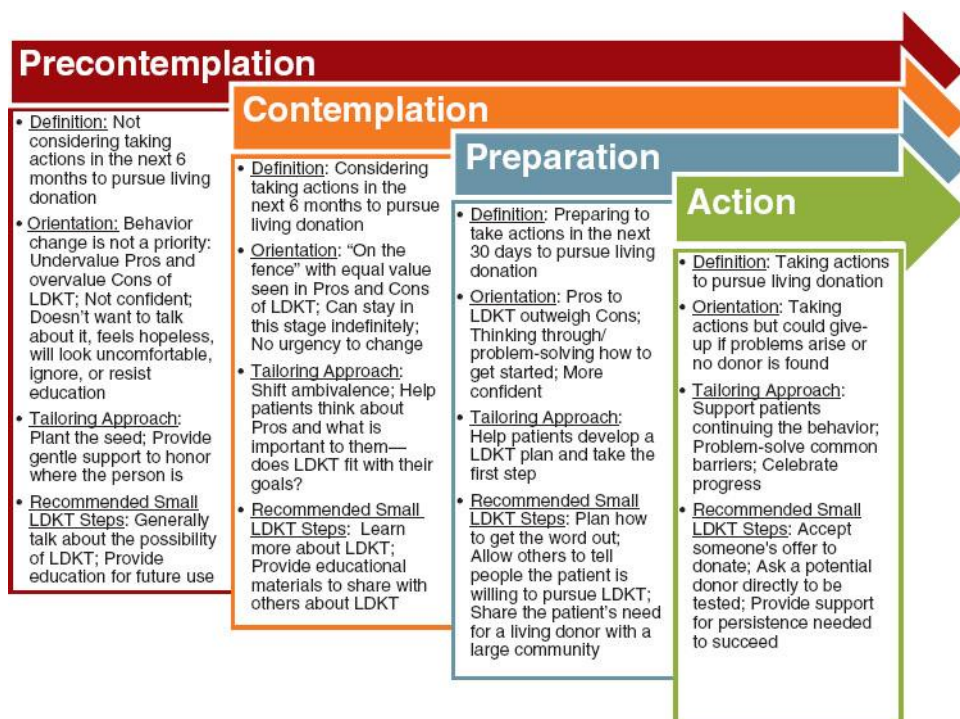 Precontemplation
• Definition: Not
considering taking
actions in the next 6
months to pursue living
donation
• Orientation: Behavior
change is not a priority:
Undervalue Pros and
overvalue Cons of
LDKT; Not confident;
Doesn't want to talk
about it, feels hopeless,
will look uncomfortable,
ignore, or resist
education
• Tailoring Approach:
Plant the seed; Provide
gentle support to honor
where the person is
• Recommended Small
LDKT Steps: Generally
talk about the possibility
of LDKT; Provide
education for future use
Contemplation
• Definition: Considering
taking actions in the
next 6 months to pursue
living donation
• Orientation: “On the
fence” with equal value
seen in Pros and Cons
of LDKT; Can stay in
this stage indefinitely;
No urgency to change
• Tailoring Approach:
Shift ambivalence; Help
patients think about
Pros and what is
important to them—
does LDKT fit with their
goals?
• Recommended Small
LDKT Steps: Learn
more about LDKT;
Provide educational
materials to share with
others about LDKT
Preparation
• Definition: Preparing to
take actions in the next
30 days to pursue living
donation
• Orientation: Pros to
LDKT outweigh Cons;
Thinking through/
problem-solving how to
get started; More
confident
• Tailoring Approach:
Help patients develop a
LDKT plan and take the
first step
• Recommended Small
LDKT Steps: Plan how
to get the word out;
Allow others to tell
people the patient is
willing to pursue LDKT;
Share the patient's need
for a living donor with a
large community
Action
• Definition: Taking actions
to pursue living donation
• Orientation: Taking
actions but could give-
up if problems arise or
no donor is found
• Tailoring Approach:
Support patients
continuing the behavior;
Problem-solve common
barriers; Celebrate
progress
• Recommended Small
LDKT Steps: Accept
someone's offer to
donate; Ask a potential
donor directly to be
tested; Provide support
for persistence needed
to succeed